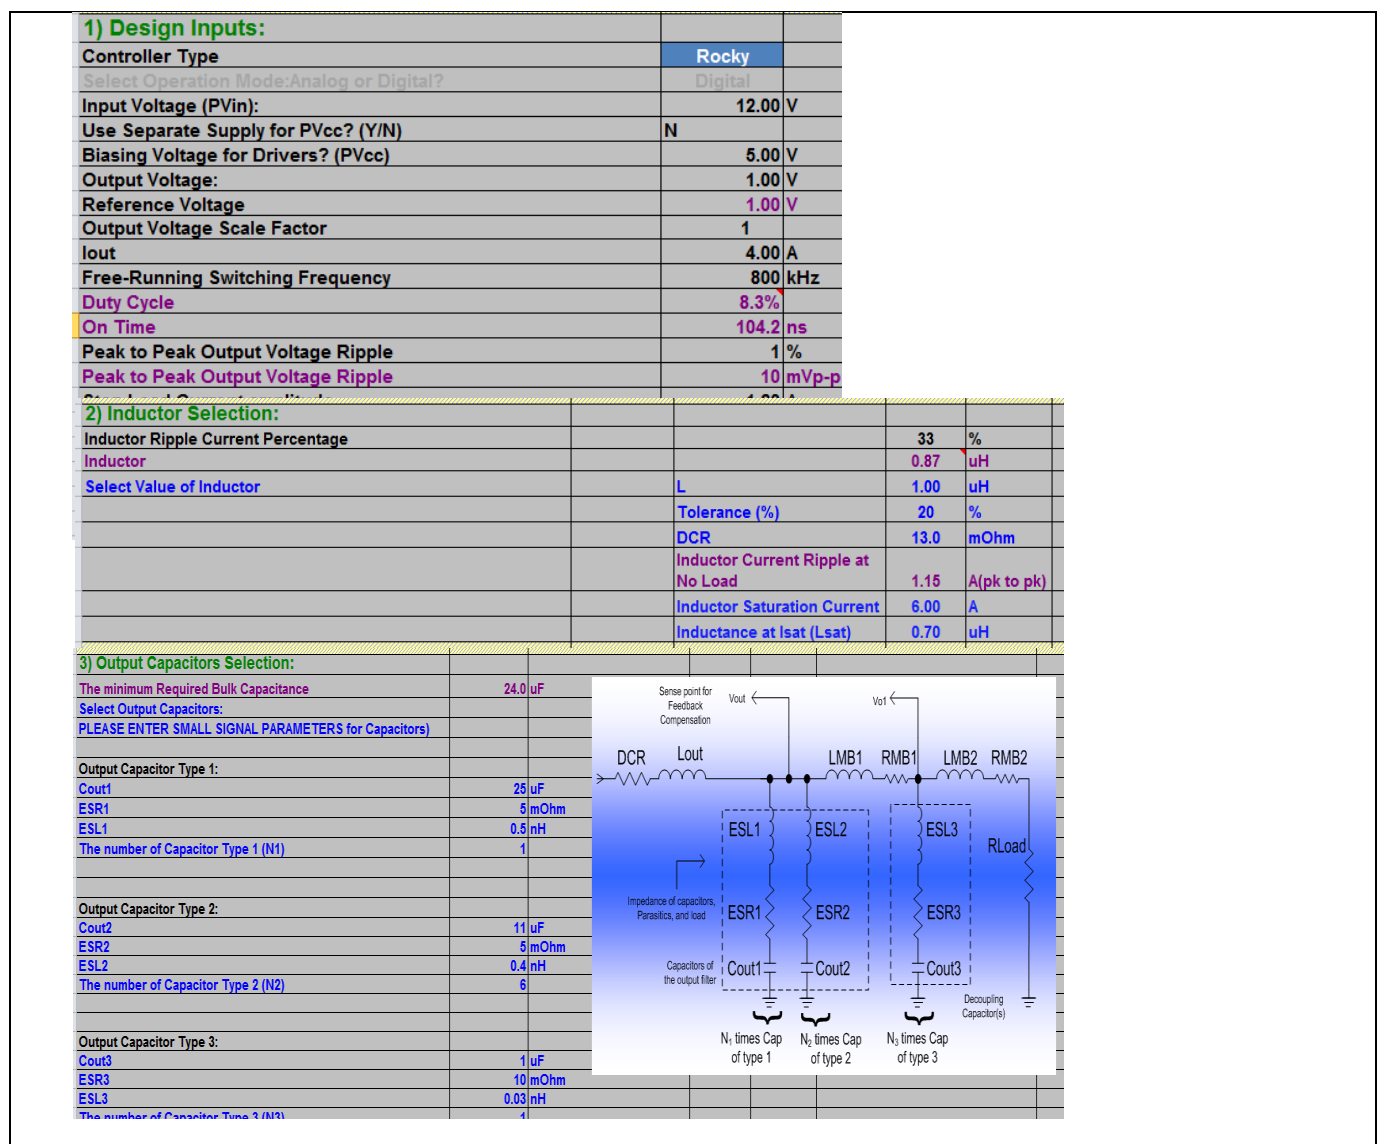 1) Design Inputs:
Controller Type Rocky
Select Operation Mode:Analog or Digital? Digital
Input Voltage (PVin): 12.00 V
Use Separate Supply for PVcc? (Y/N) N
Biasing Voltage for Drivers? (PVcc) 5.00 V
Output Voltage: 1.00 V
Reference Voltage 1.00 V
Output Voltage Scale Factor 1
Iout 4.00 A
Free-Running Switching Frequency 800 kHz
Duty Cycle 8.3%
On Time 104.2 ns
Peak to Peak Output Voltage Ripple 1 %
Peak to Peak Output Voltage Ripple 10 mVp-p
2) Inductor Selection:
Inductor Ripple Current Percentage 33 %
Inductor 0.87 uH
Select Value of Inductor L 1.00 uH
Tolerance (%) 20 %
DCR 13.0 mOhm
Inductor Current Ripple at
No Load 1.15 A(pk to pk)
Inductor Saturation Current 6.00 A
Inductance at Isat (Lsat) 0.70 uH
3) Output Capacitors Selection:
The minimum Required Bulk Capacitance 24.0 uF
Select Output Capacitors:
PLEASE ENTER SMALL SIGNAL PARAMETERS for Capacitors)
Output Capacitor Type 1:
Cout1 25 uF
ESR1 5 mOhm
ESL1 0.5 nH
The number of Capacitor Type 1 (N1) 1
Output Capacitor Type 2:
Cout2 11 uF
ESR2 5 mOhm
ESL2 0.4 nH
The number of Capacitor Type 2 (N2) 6
Output Capacitor Type 3:
Cout3 1 uF
ESR3 10 mOhm
ESL3 0.03 nH
The number of Capacitor Type 3 (N3) 1
Sense point for
Feedback
Compensation
Vout
Vo1
DCR Lout LMB1 RMB1 LMB2 RMB2
ESL1 ESL2 ESL3
RLoad
Impedance of capacitors,
Parasitics, and load
ESR1 ESR2 ESR3
Capacitors of
the output filter
Cout1 Cout2 Cout3
Decoupling
Capacitor(s)
N1 times Cap
of type 1
N2 times Cap
of type 2
N3 times Cap
of type 3